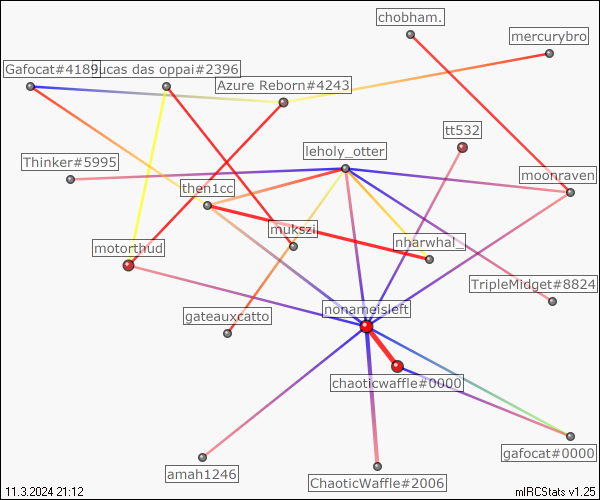 chobham.
mercurybro
Gafocat#4189
lucas das oppai#2396
Azure Reborn#4243
tt532
leholy_otter
Thinker#5995
moonraven
then1cc
mukszi
nharwhal_
motorthud
TripleMidget#8824
nonameisleft
gateauxcatto
chaoticwaffle#0000
gafocat#0000
amah1246
ChaoticWaffle#2006
11.3.2024 21:12
mIRCStats v1.25